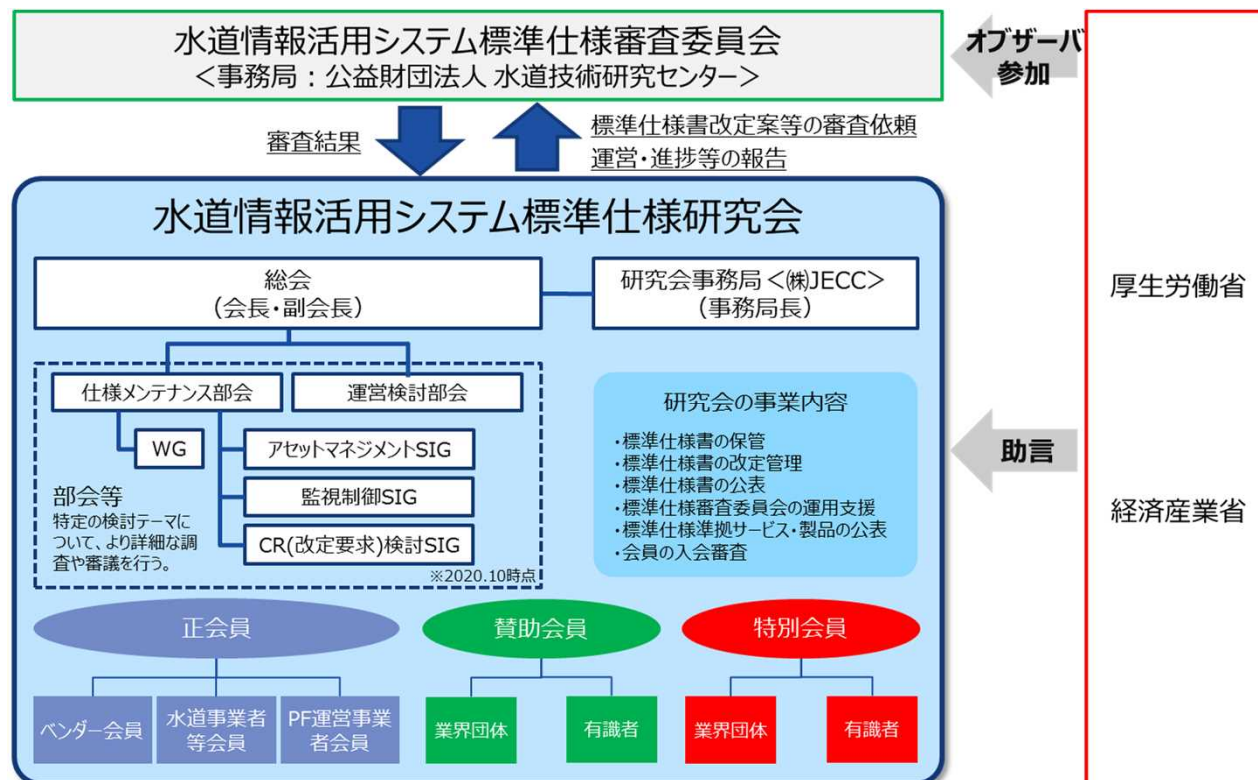 水道情報活用システム標準仕様審査委員会
＜事務局：公益財団法人 水道技術研究センター＞
オブザーバ
参加
審査結果
標準仕様書改定案等の審査依頼
運営・進捗等の報告
水道情報活用システム標準仕様研究会
総会
（会長・副会長）
研究会事務局＜㈱JECC＞
（事務局長）
仕様メンテナンス部会
運営検討部会
WG
アセットマネジメントSIG
監視制御SIG
CR(改定要求)検討SIG
部会等
特定の検討テーマに
ついて、より詳細な調
査や審議を行う。
※2020.10時点
研究会の事業内容
・標準仕様書の保管
・標準仕様書の改定管理
・標準仕様書の公表
・標準仕様審査委員会の運用支援
・標準仕様準拠サービス・製品の公表
・会員の入会審査
助言
厚生労働省
経済産業省
正会員
ベンダー会員
水道事業者
等会員
PF運営事業
者会員
賛助会員
業界団体
有識者
特別会員
業界団体
有識者